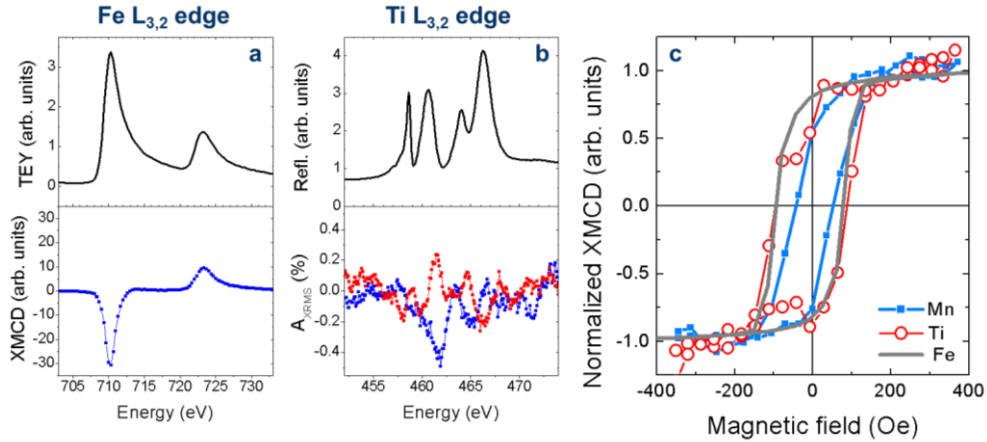 Fe L3,2 edge
Ti L3,2 edge
a
b
c
TEY (arb. units)
3
2
1
0
XMCD (arb. units)
30
20
10
0
-10
-20
-30
705 715 725
Energy (eV)
Refl. (arb. units)
4
3
2
1
0
AXRMS (%)
0.4
0.2
0.0
-0.2
-0.4
455 460 465 470
Energy (eV)
Normalized XMCD (arb. units)
1.0
0.5
0.0
-0.5
-1.0
Mn
Ti
Fe
-400 -200 0 200 400
Magnetic field (Oe)